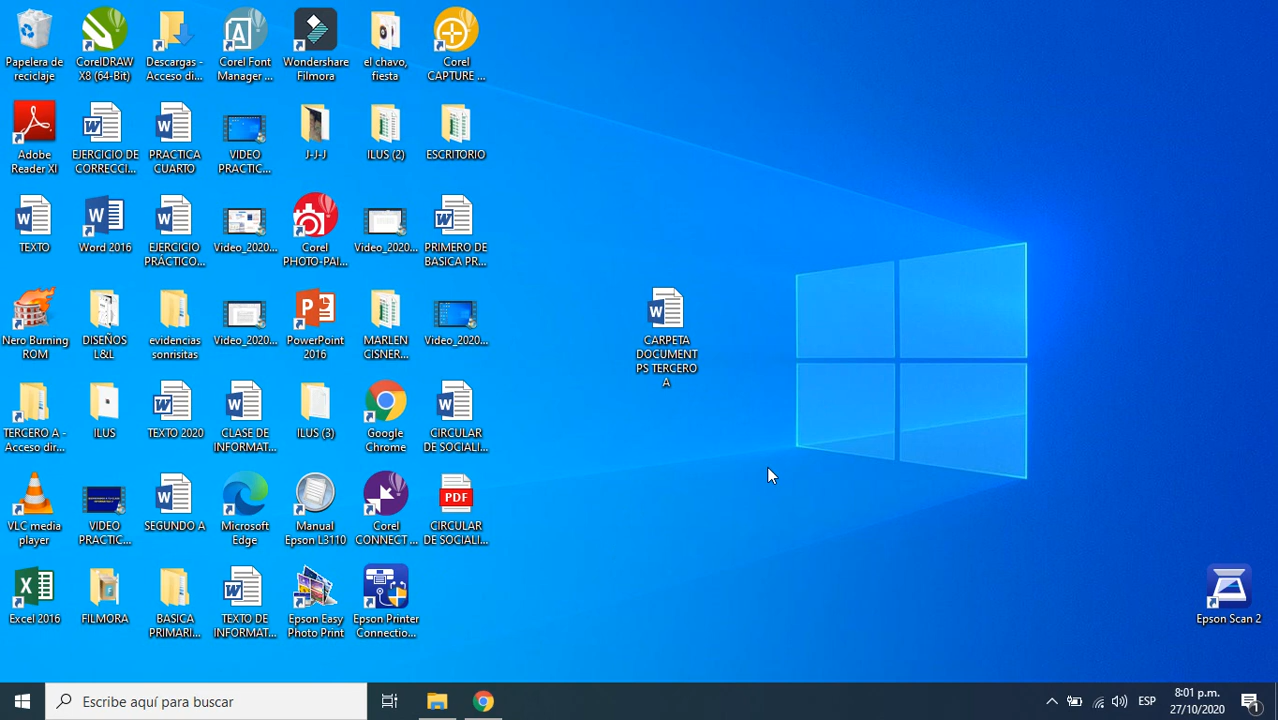 Papelera de
reciclaje
CorelDRAW
X8 (64-Bit)
Descargas -
Acceso di...
Corel Font
Manager ...
Wondershare
Filmora
el chavo,
fiesta
Corel
CAPTURE ...
Adobe
Reader XI
EJERCICIO DE
CORRECCI...
PRACTICA
CUARTO
VIDEO
PRACTIC...
J-J-J
ILUS (2)
ESCRITORIO
TEXTO
Word 2016
EJERCICIO
PRÁCTICO...
Video_2020...
Corel
PHOTO-PAI...
Video_2020...
PRIMERO DE
BASICA PR...
Nero Burning
ROM
DISEÑOS
L&L
evidencias
sonrisitas
Video_2020...
PowerPoint
2016
MARLEN
CISNER...
Video_2020...
CARPETA
DOCUMENT
PS TERCERO
A
TERCERO A -
Acceso dir...
ILUS
TEXTO 2020
CLASE DE
INFORMAT...
ILUS (3)
Google
Chrome
CIRCULAR
DE SOCIALI...
VLC media
player
VIDEO
PRACTIC...
SEGUNDO A
Microsoft
Edge
Manual
Epson L3110
Corel
CONNECT ...
PDF
CIRCULAR
DE SOCIALI...
Excel 2016
FILMORA
BASICA
PRIMARI...
TEXTO DE
INFORMAT...
Epson Easy
Photo Print
Epson Printer
Connectio...
Epson Scan 2
Escribe aquí para buscar
ESP
8:01 p.m.
27/10/2020
1